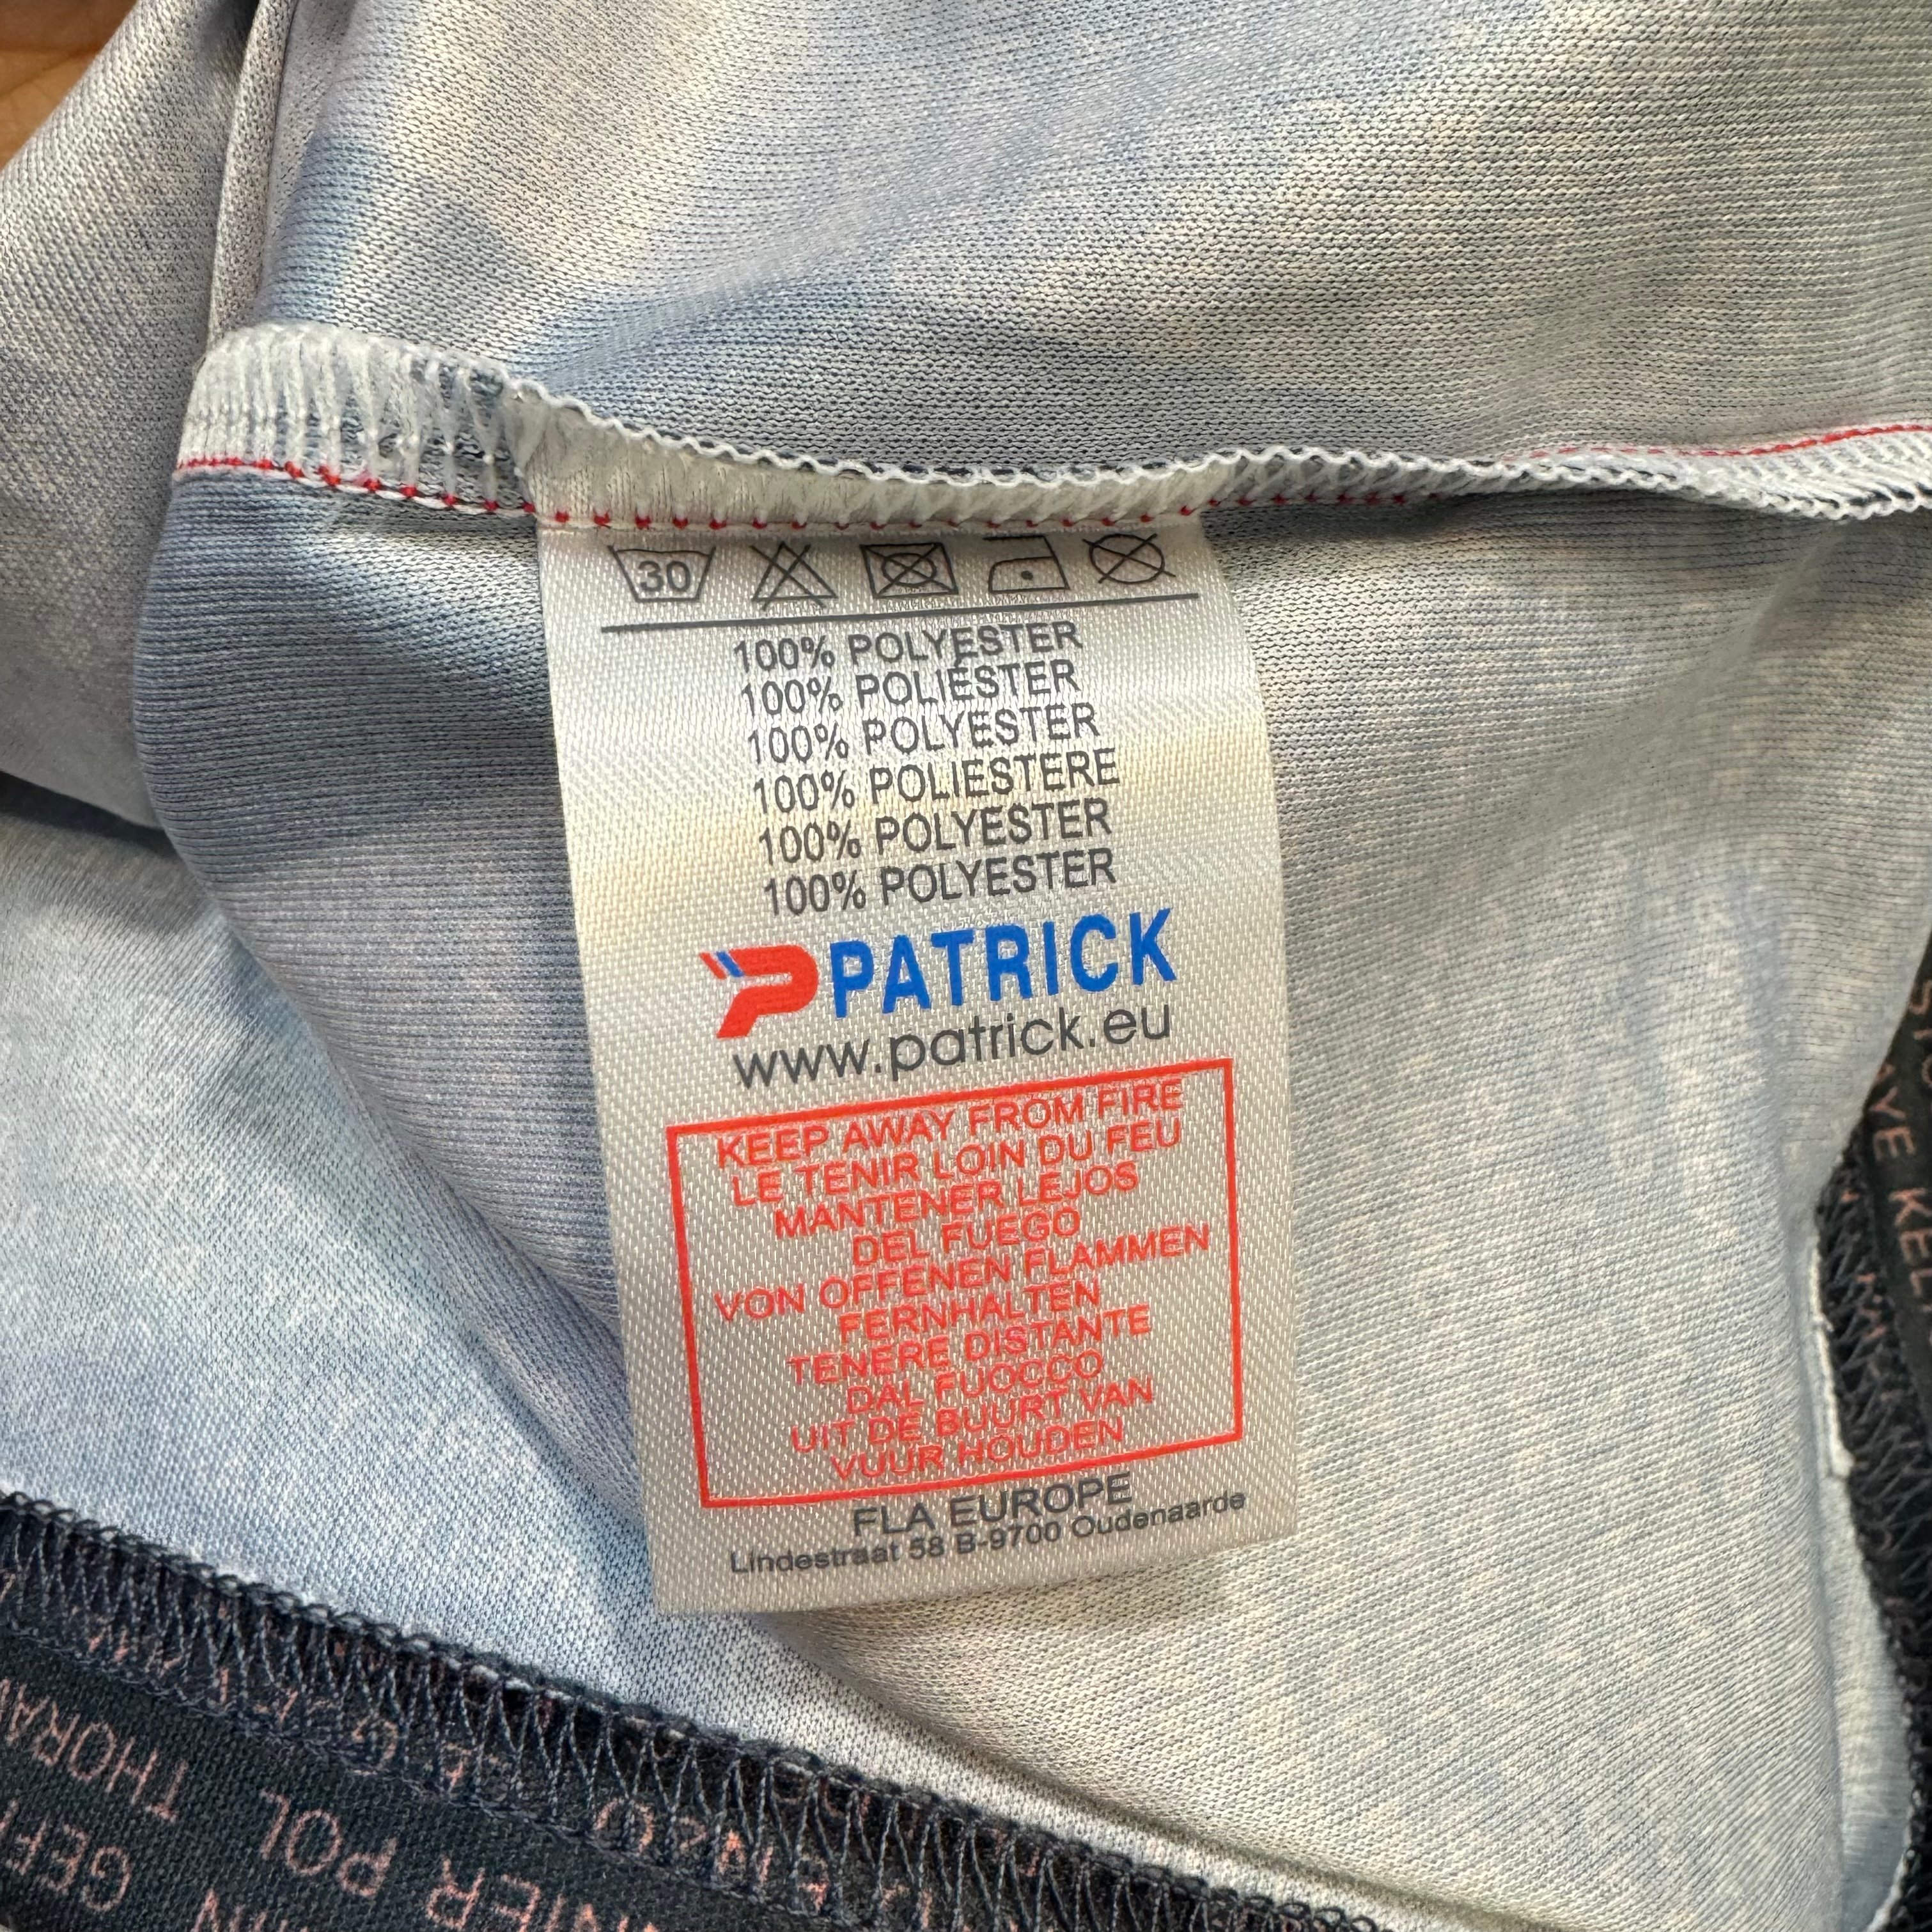 30
100% POLYESTER
100% POLIÉSTER
100% POLYESTER
100% POLIESTERE
100% POLYESTER
100% POLYESTER
PATRICK
www.patrick.eu
KEEP AWAY FROM FIRE
LE TENIR LOIN DU FEU
MANTENER LEJOS
DEL FUEGO
VON OFFENEN FLAMMEN
FERNHALTEN
TENERE DISTANTE
DAL FUOCCO
UIT DE BUURT VAN
VUUR HOUDEN
FLA EUROPE
Lindestraat 58 B-9700 Oudenaarde
POL